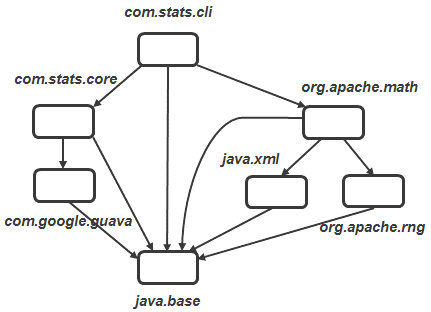 com.stats.cli
com.stats.core
org.apache.math
java.xml
com.google.guava
org.apache.rng
java.base